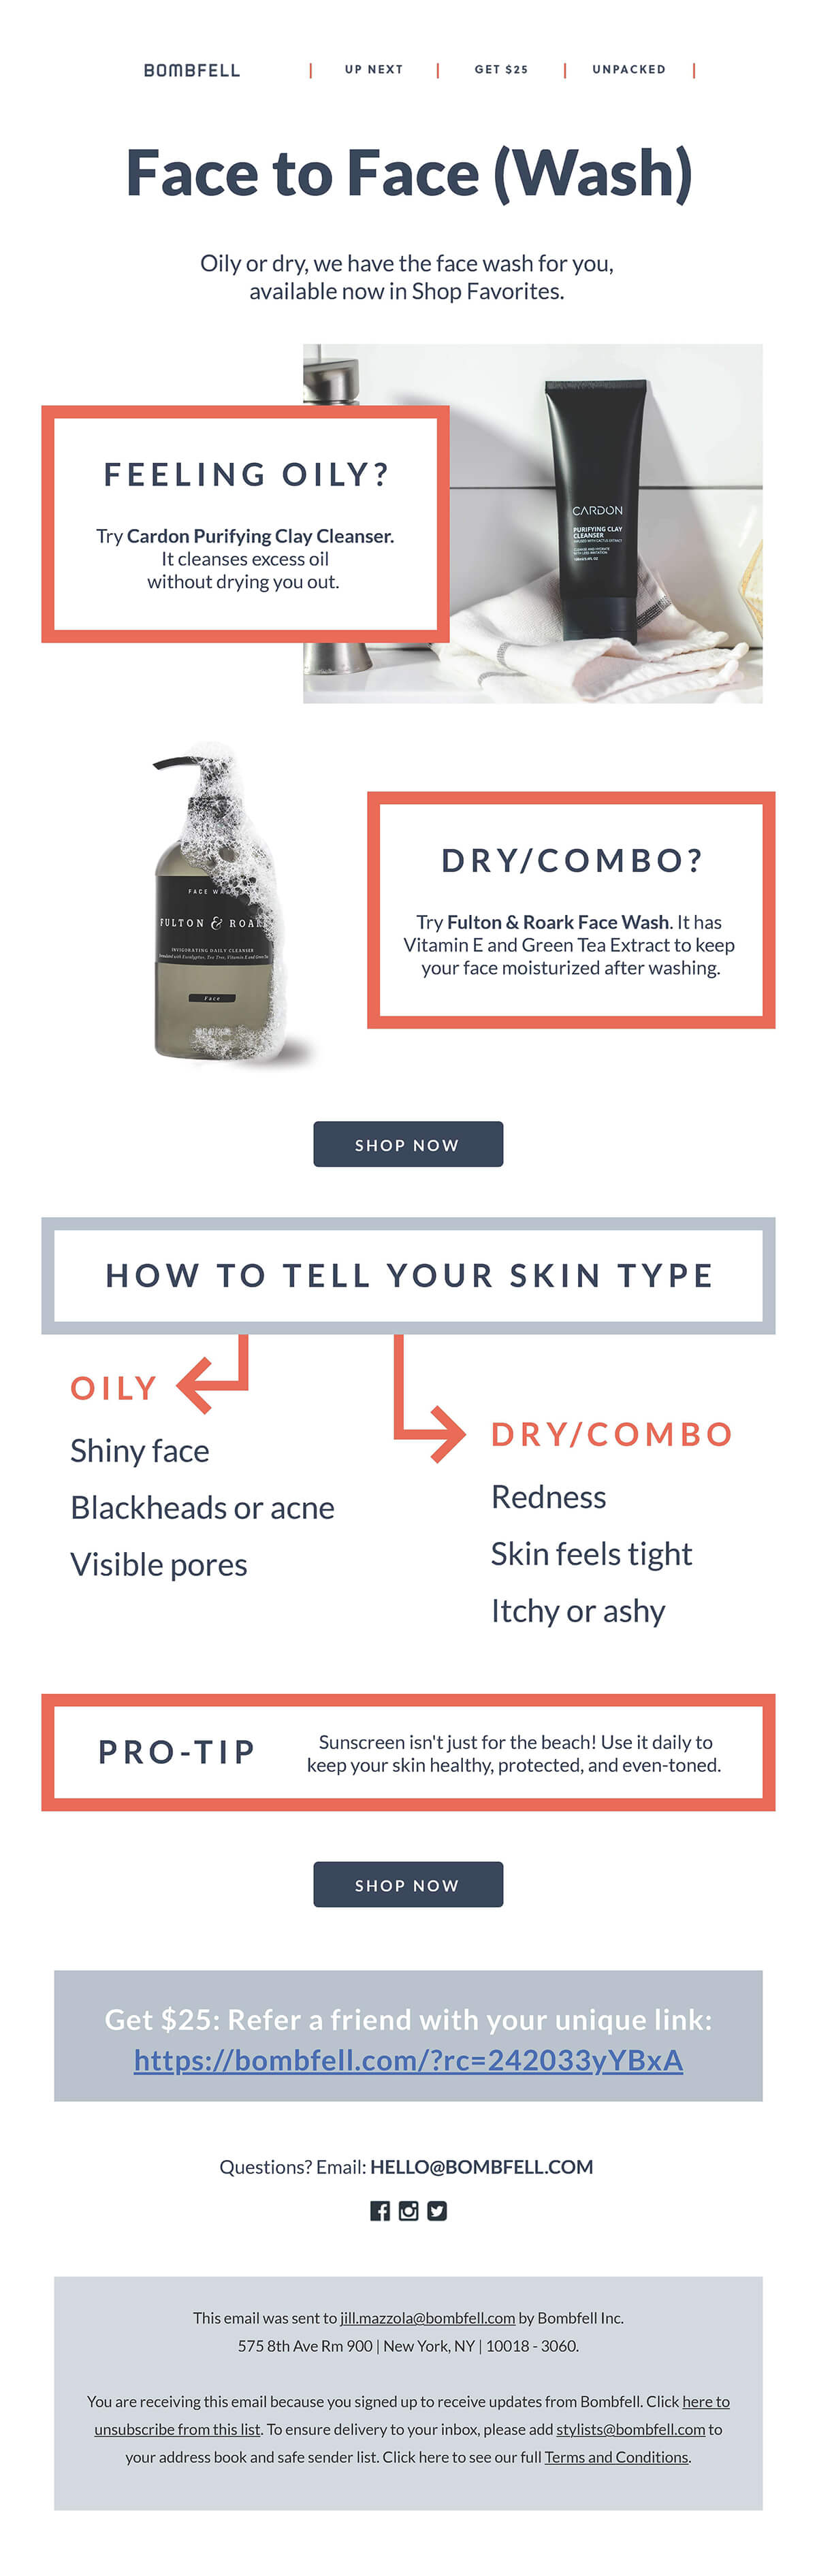 BOMBFELL
UP NEXT
GET $25
UNPACKED
Face to Face (Wash)
Oily or dry, we have the face wash for you,
available now in Shop Favorites.
FEELING OILY?
Try Cardon Purifying Clay Cleanser.
It cleanses excess oil
without drying you out.
CARDON
PURIFYING CLAY
CLEANSER
FULTON & ROARK
INVIGORATING DAILY CLEANSER
Face
DRY/COMBO?
Try Fulton & Roark Face Wash. It has
Vitamin E and Green Tea Extract to keep
your face moisturized after washing.
SHOP NOW
HOW TO TELL YOUR SKIN TYPE
OILY
Shiny face
Blackheads or acne
Visible pores
DRY/COMBO
Redness
Skin feels tight
Itchy or ashy
PRO-TIP
Sunscreen isn't just for the beach! Use it daily to
keep your skin healthy, protected, and even-toned.
SHOP NOW
Get $25: Refer a friend with your unique link:
https://bombfell.com/?rc=242033yYBxA
Questions? Email: HELLO@BOMBFELL.COM
This email was sent to jill.mazzola@bombfell.com by Bombfell Inc.
575 8th Ave Rm 900 | New York, NY | 10018 - 3060.
You are receiving this email because you signed up to receive updates from Bombfell. Click here to
unsubscribe from this list. To ensure delivery to your inbox, please add stylists@bombfell.com to
your address book and safe sender list. Click here to see our full Terms and Conditions.